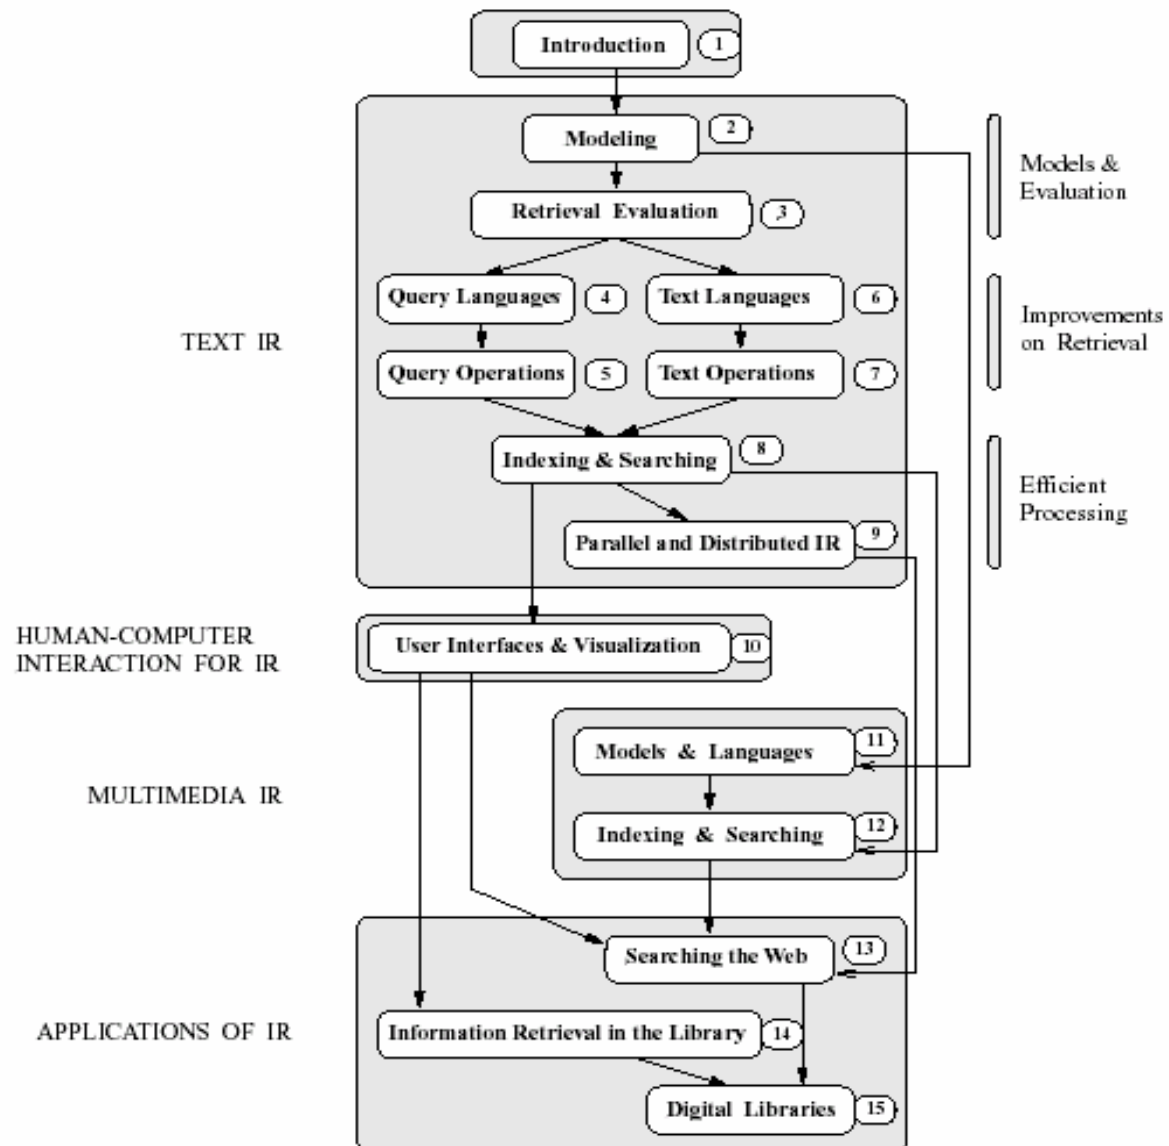 Introduction 1
Modeling 2
Models &
Evaluation
Retrieval Evaluation 3
Query Languages 4
Text Languages 6
Improvements
on Retrieval
TEXT IR
Query Operations 5
Text Operations 7
Indexing & Searching 8
Efficient
Processing
Parallel and Distributed IR 9
HUMAN-COMPUTER
INTERACTION FOR IR
User Interfaces & Visualization 10
Models & Languages 11
MULTIMEDIA IR
Indexing & Searching 12
Searching the Web 13
APPLICATIONS OF IR
Information Retrieval in the Library 14
Digital Libraries 15